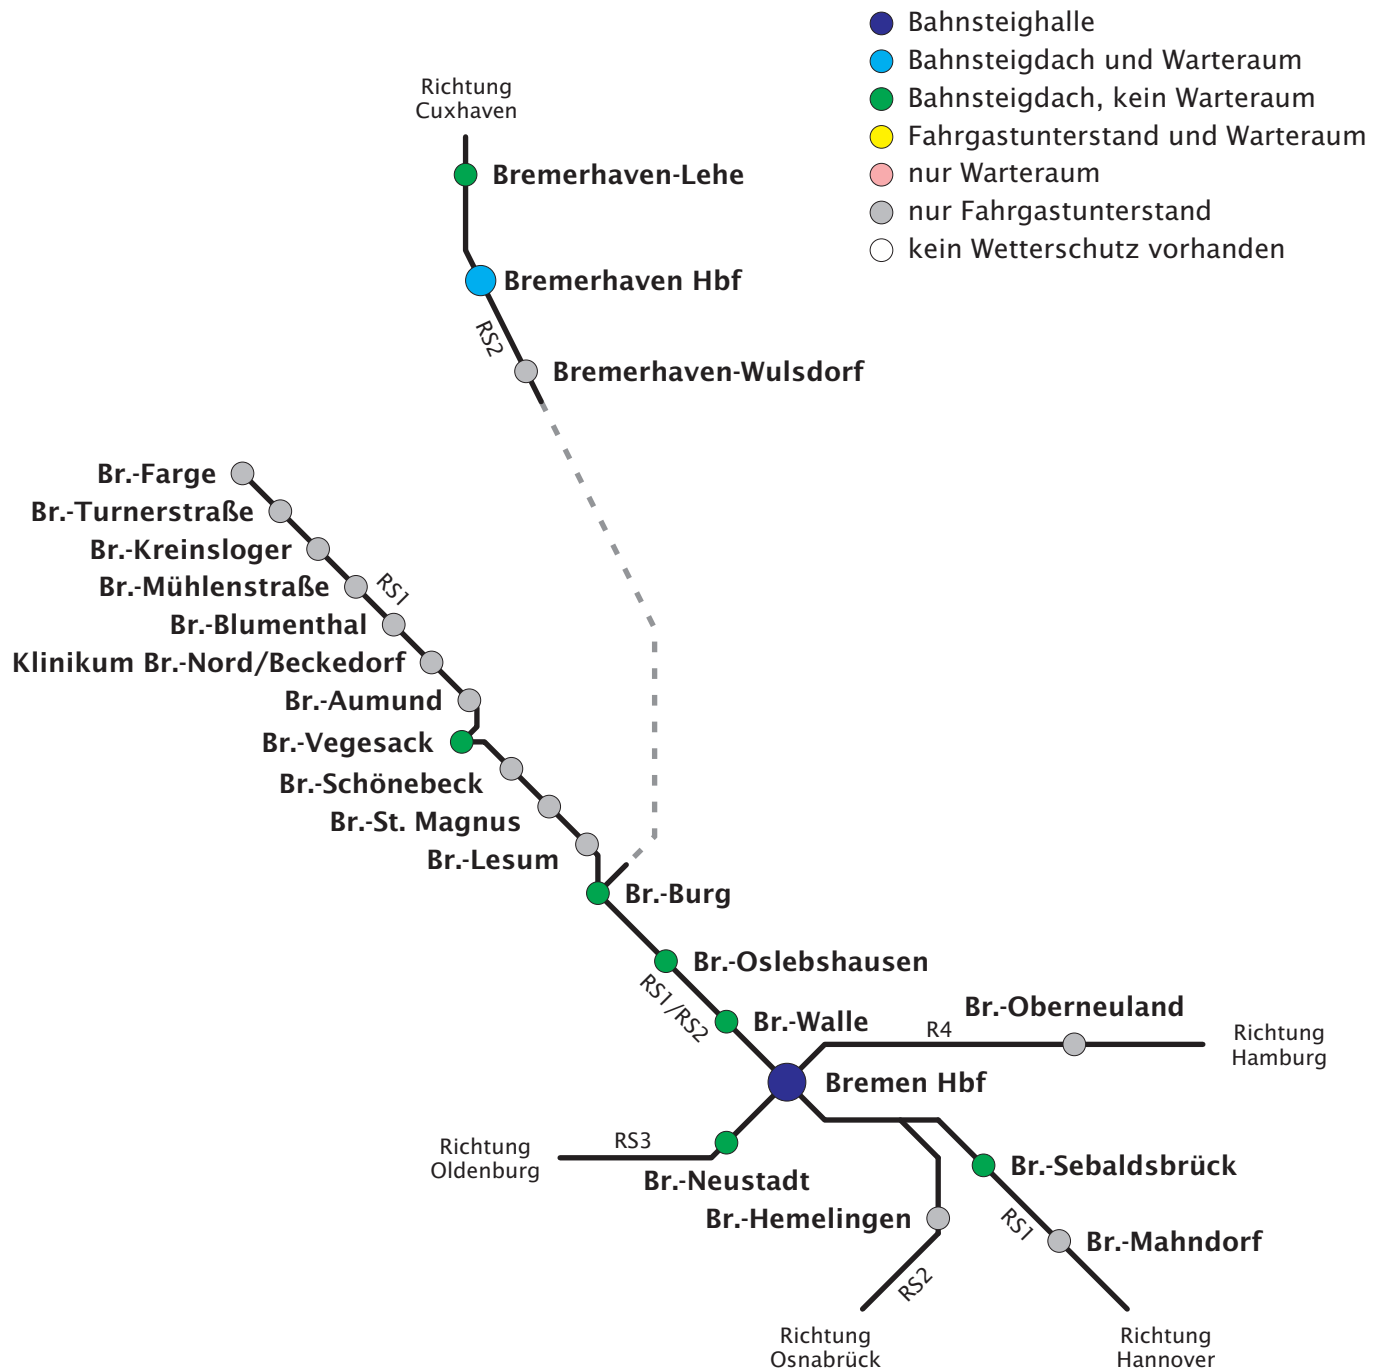 Bahnsteighalle
Bahnsteigdach und Warteraum
Bahnsteigdach, kein Warteraum
Fahrgastunterstand und Warteraum
nur Warteraum
nur Fahrgastunterstand
kein Wetterschutz vorhanden
Richtung
Cuxhaven
Bremerhaven-Lehe
Bremerhaven Hbf
RS2
Bremerhaven-Wulsdorf
Br.-Farge
Br.-Turnerstraße
Br.-Kreinsloger
Br.-Mühlenstraße
RS1
Br.-Blumenthal
Klinikum Br.-Nord/Beckedorf
Br.-Aumund
Br.-Vegesack
Br.-Schönebeck
Br.-St. Magnus
Br.-Lesum
Br.-Burg
Br.-Oslebshausen
RS1/RS2
Br.-Walle
Br.-Oberneuland
R4
Richtung
Hamburg
Bremen Hbf
RS3
Richtung
Oldenburg
Br.-Neustadt
Br.-Sebaldsbrück
Br.-Hemelingen
RS1
Br.-Mahndorf
RS2
Richtung
Osnabrück
Richtung
Hannover